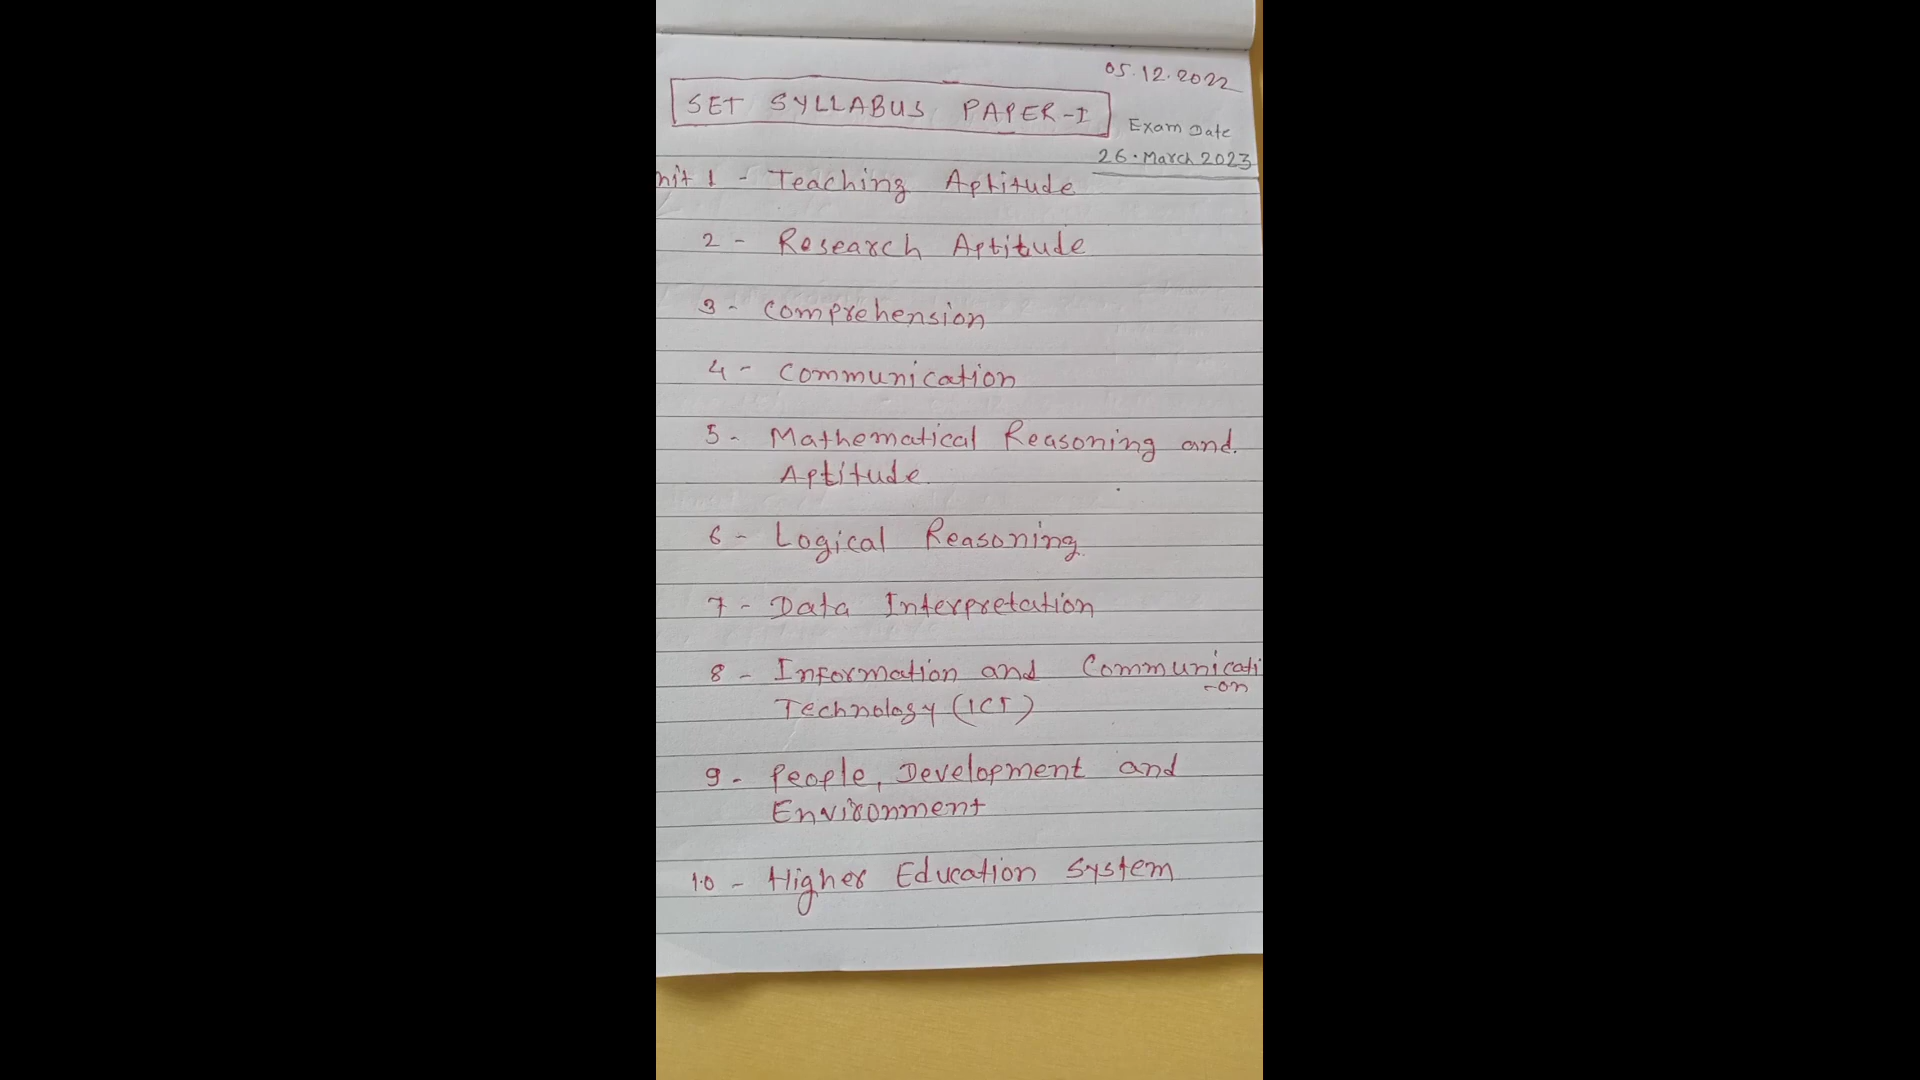 05.12.2022
SET SYLLABUS PAPER-I
Exam Date
26.March 2023
nit 1 - Teaching Aptitude
2 - Research Aptitude
3 - Comprehension
4 - Communication
5 - Mathematical Reasoning and
Aptitude
6 - Logical Reasoning
7 - Data Interpretation
8 - Information and Communicati
-on
Technology (ICT)
9 - People, Development and
Environment
10 - Higher Education System